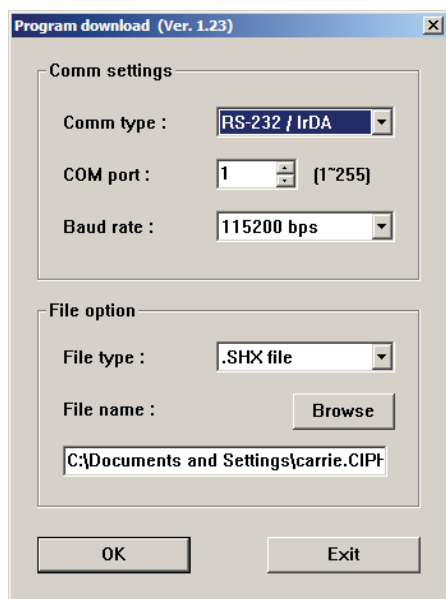 Program download (Ver. 1.23)
Comm settings
Comm type : RS-232 / IrDA
COM port : 1 (1~255)
Baud rate : 115200 bps
File option
File type : .SHX file
File name : Browse
C:\Documents and Settings\carrie.CIPH
OK Exit